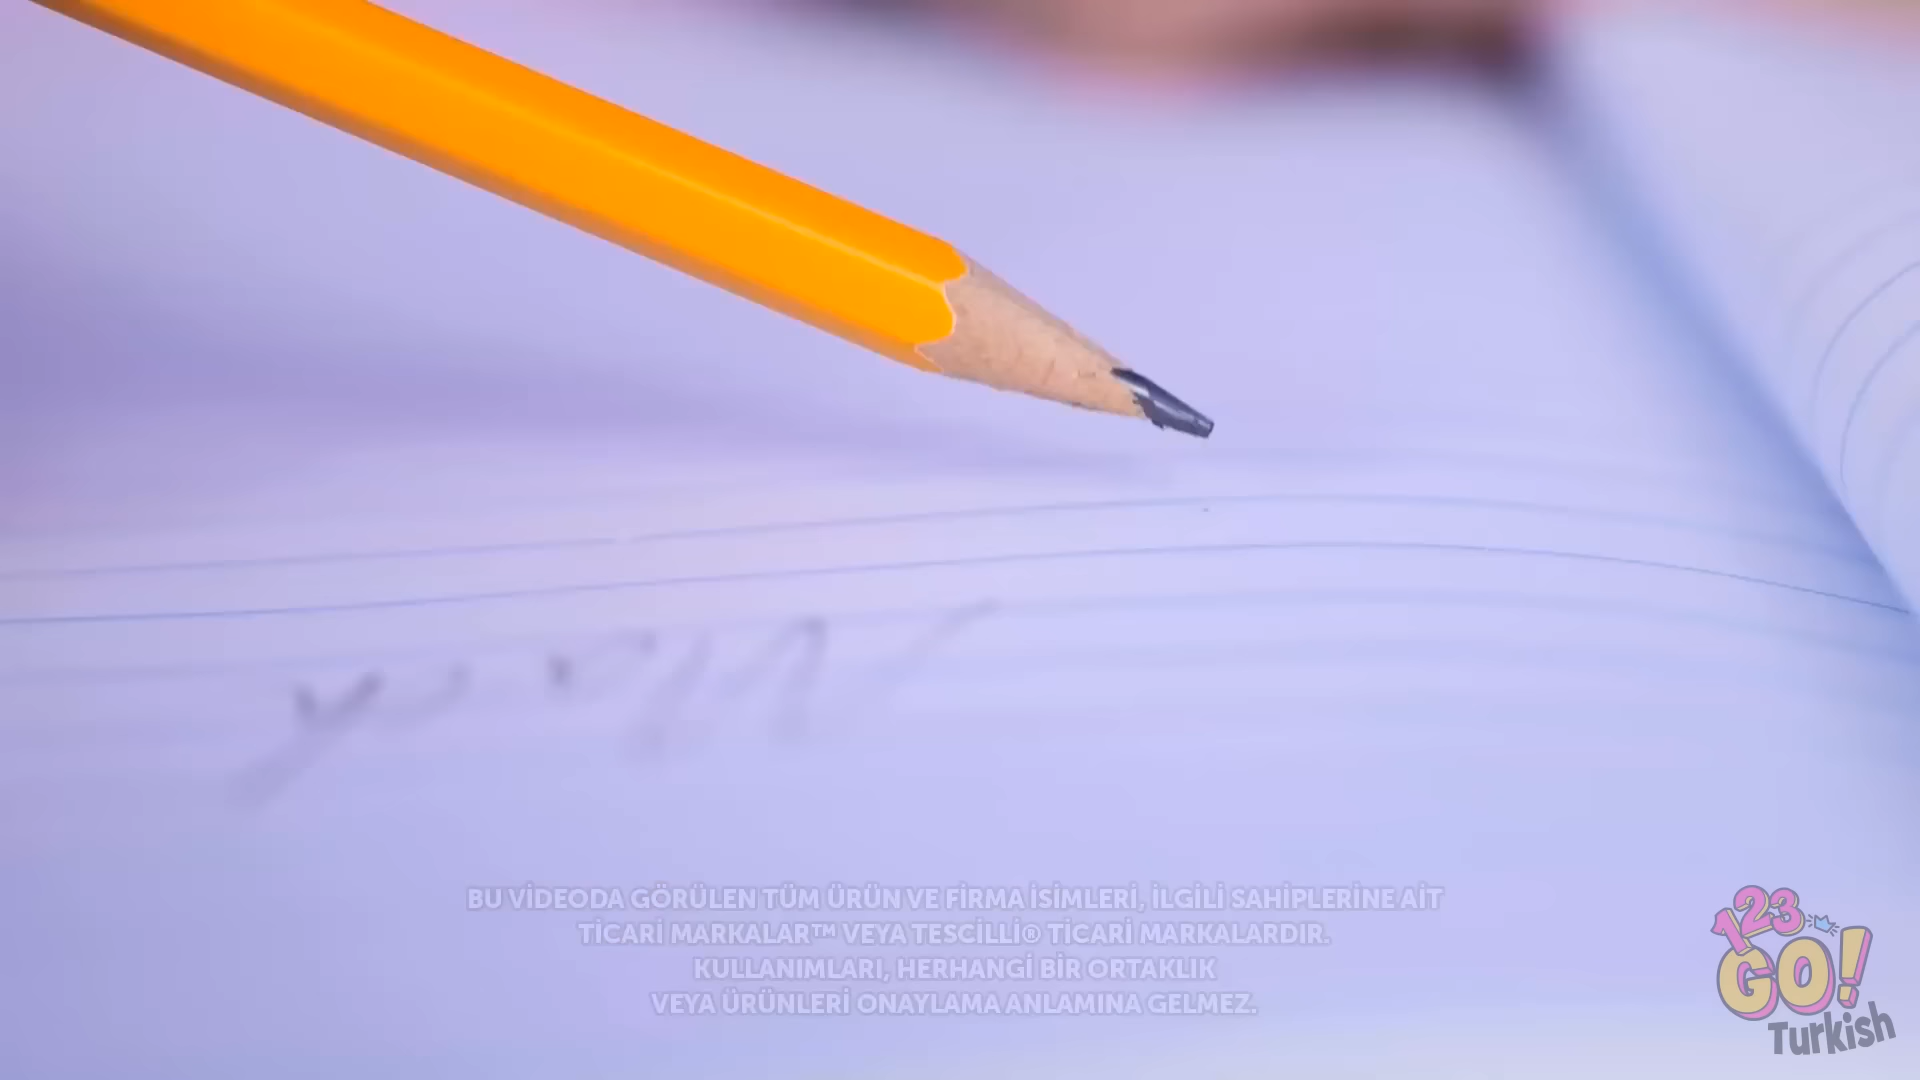 BU VİDEODA GÖRÜLEN TÜM ÜRÜN VE FİRMA İSİMLERİ, İLGİLİ SAHİPLERİNE AİT
TİCARİ MARKALAR™ VEYA TESCİLLİ® TİCARİ MARKALARDIR.
KULLANIMLARI, HERHANGİ BİR ORTAKLIK
VEYA ÜRÜNLERİ ONAYLAMA ANLAMINA GELMEZ.
123
GO!
Turkish